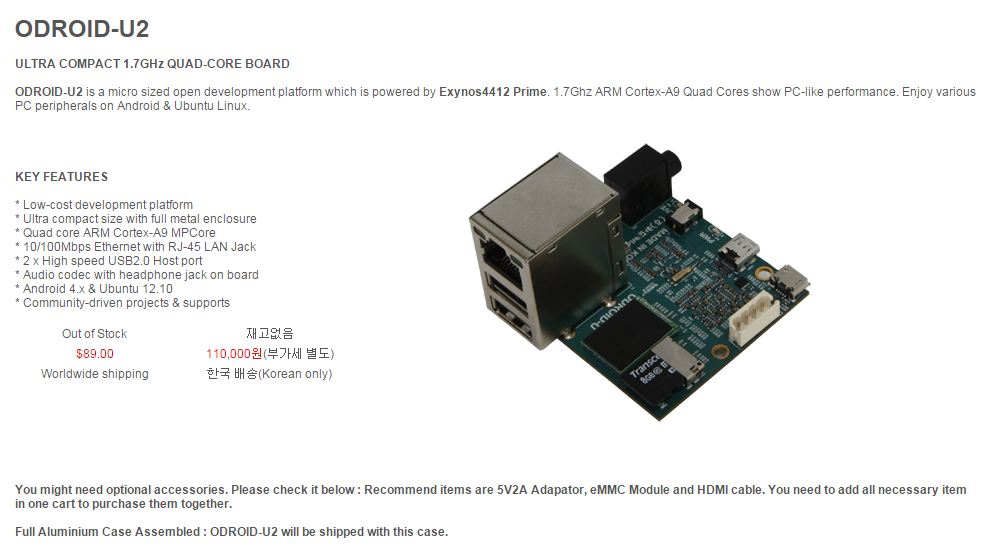 ODROID-U2
ULTRA COMPACT 1.7GHz QUAD-CORE BOARD
ODROID-U2 is a micro sized open development platform which is powered by Exynos4412 Prime. 1.7Ghz ARM Cortex-A9 Quad Cores show PC-like performance. Enjoy various
PC peripherals on Android & Ubuntu Linux.
KEY FEATURES
* Low-cost development platform
* Ultra compact size with full metal enclosure
* Quad core ARM Cortex-A9 MPCore
* 10/100Mbps Ethernet with RJ-45 LAN Jack
* 2 x High speed USB2.0 Host port
* Audio codec with headphone jack on board
* Android 4.x & Ubuntu 12.10
* Community-driven projects & supports
Out of Stock 재고없음
$89.00 110,000원(부가세 별도)
Worldwide shipping 한국 배송(Korean only)
PWR
MADE IN
ODROID-U
Transce
8GB
You might need optional accessories. Please check it below : Recommend items are 5V2A Adapator, eMMC Module and HDMI cable. You need to add all necessary item
in one cart to purchase them together.
Full Aluminium Case Assembled : ODROID-U2 will be shipped with this case.